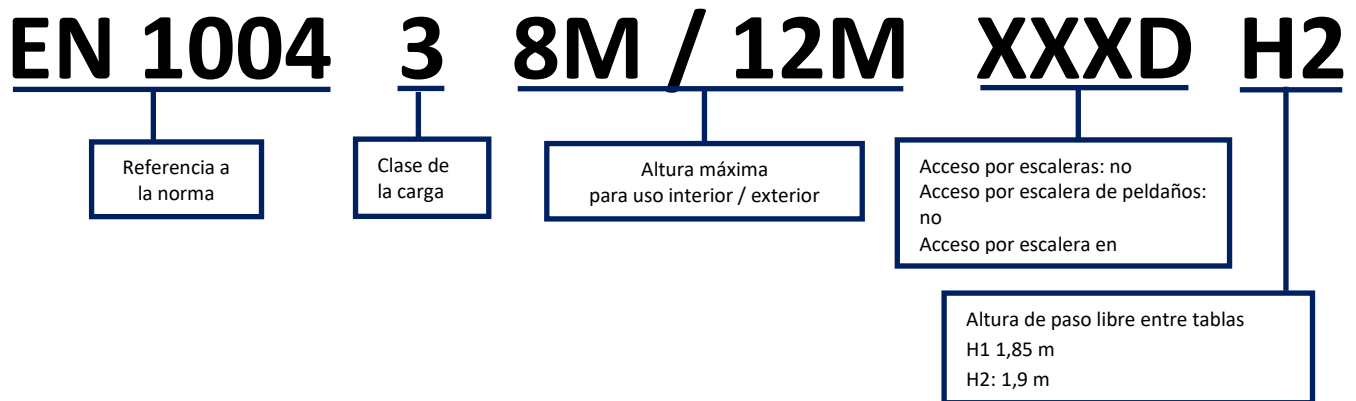 EN 1004 3 8M / 12M XXXD H2
Referencia a
la norma
Clase de
la carga
Altura máxima
para uso interior / exterior
Acceso por escaleras: no
Acceso por escalera de peldaños:
no
Acceso por escalera en
Altura de paso libre entre tablas
H1 1,85 m
H2: 1,9 m